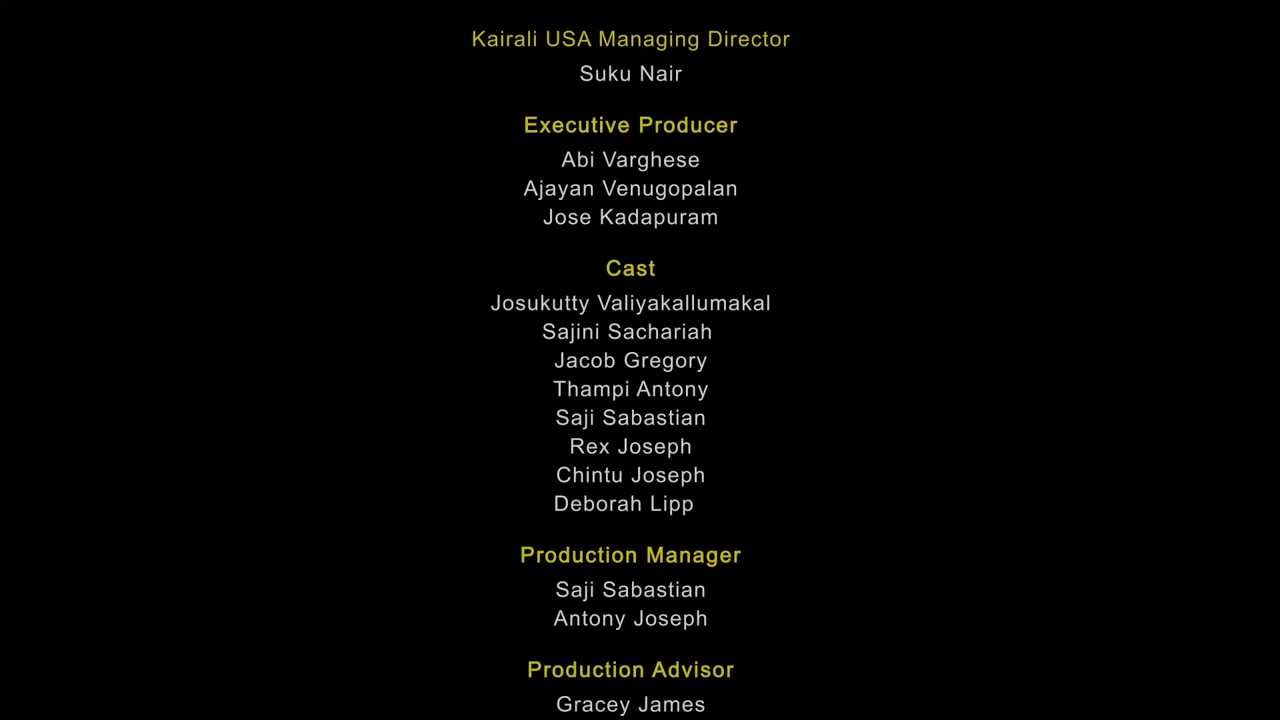 Kairali USA Managing Director
Suku Nair
Executive Producer
Abi Varghese
Ajayan Venugopalan
Jose Kadapuram
Cast
Josukutty Valiyakallumakal
Sajini Sachariah
Jacob Gregory
Thampi Antony
Saji Sabastian
Rex Joseph
Chintu Joseph
Deborah Lipp
Production Manager
Saji Sabastian
Antony Joseph
Production Advisor
Gracey James